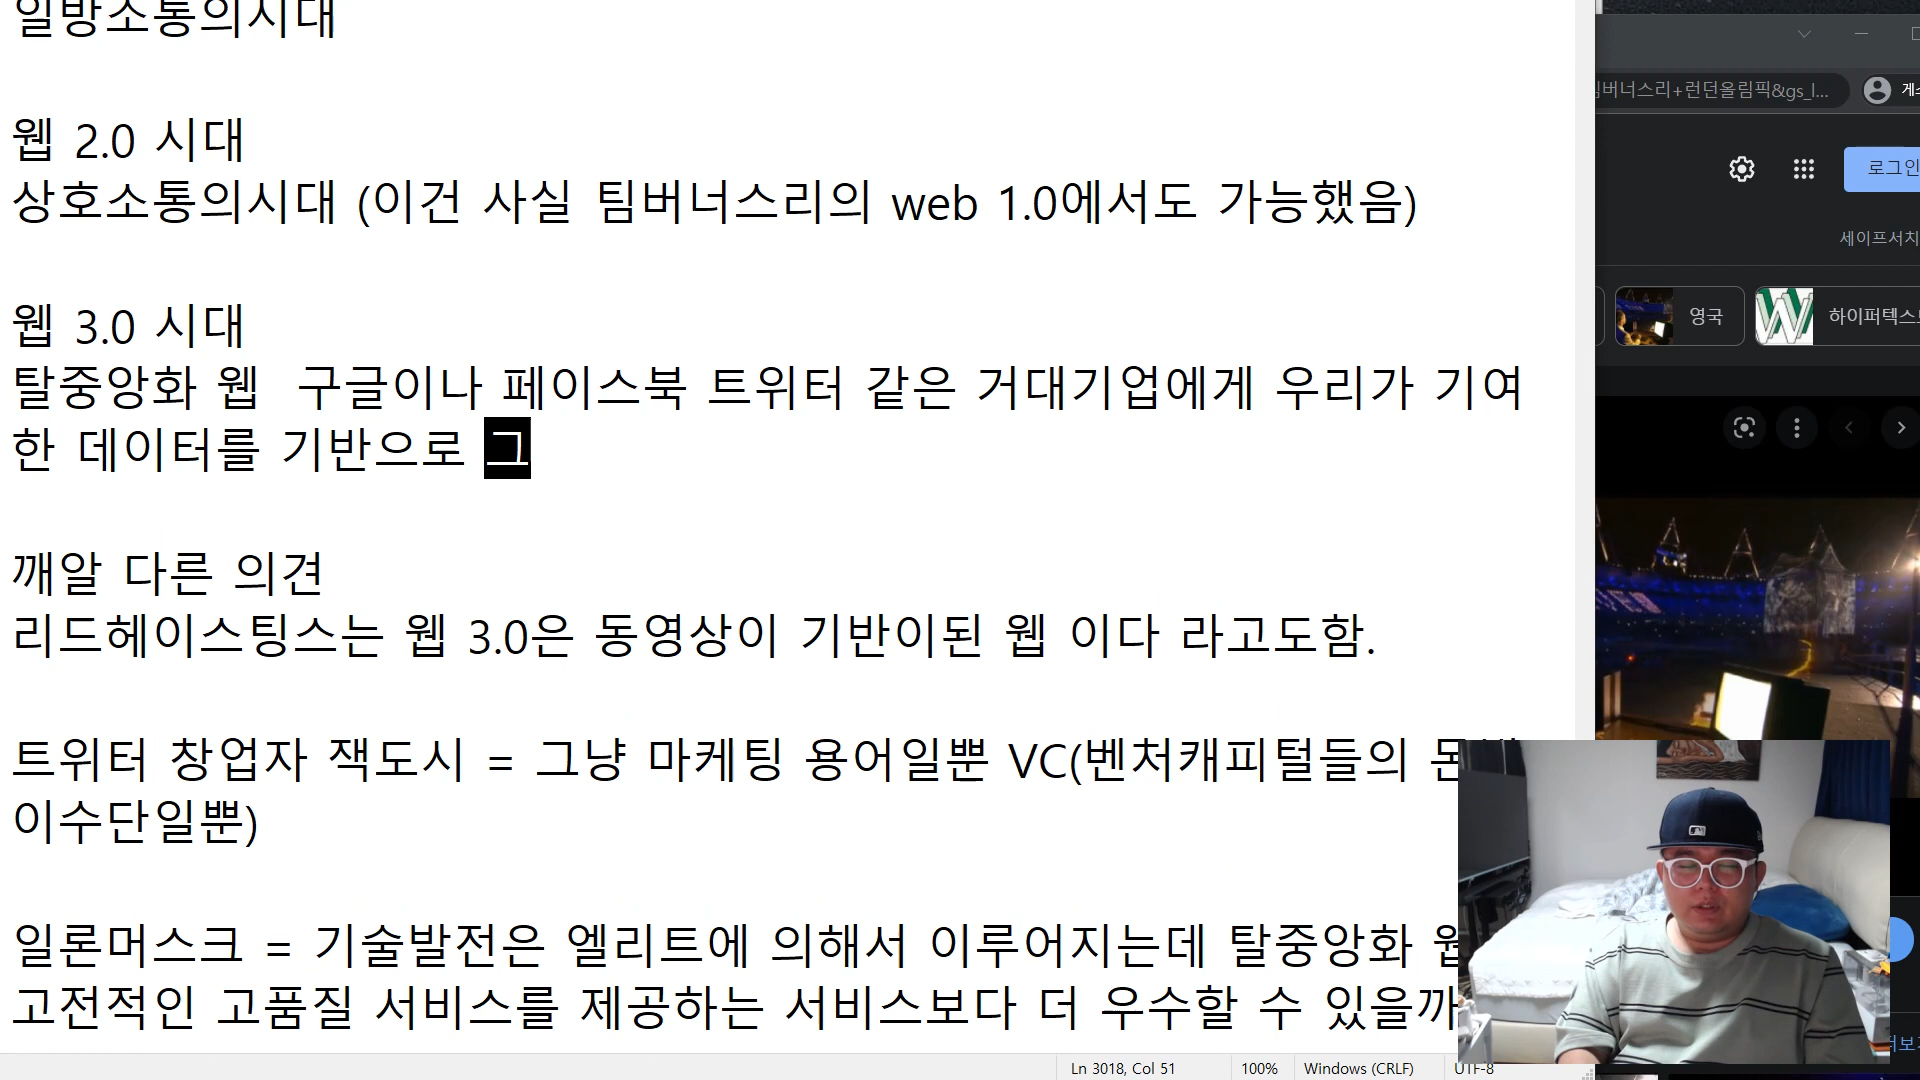 일방소통의시대
웹 2.0 시대
상호소통의시대 (이건 사실 팀버너스리의 web 1.0에서도 가능했음)
웹 3.0 시대
탈중앙화 웹  구글이나 페이스북 트위터 같은 거대기업에게 우리가 기여
한 데이터를 기반으로 그
깨알 다른 의견
리드헤이스팅스는 웹 3.0은 동영상이 기반이된 웹 이다 라고도함.
트위터 창업자 잭도시 = 그냥 마케팅 용어일뿐 VC(벤처캐피털들의
이수단일뿐)
일론머스크 = 기술발전은 엘리트에 의해서 이루어지는데 탈중앙화
고전적인 고품질 서비스를 제공하는 서비스보다 더 우수할 수 있을까
Ln 3018, Col 51
100%
Windows (CRLF)
UTF-8
버너스리+런던올림픽&gs_l...
로그인
세이프서치
영국
하이퍼텍스트